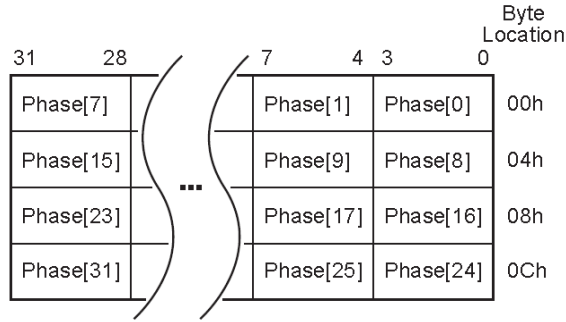 Byte
Location
31 28 7 4 3 0
Phase[7] Phase[1] Phase[0] 00h
Phase[15] ... Phase[9] Phase[8] 04h
Phase[23] Phase[17] Phase[16] 08h
Phase[31] Phase[25] Phase[24] 0Ch